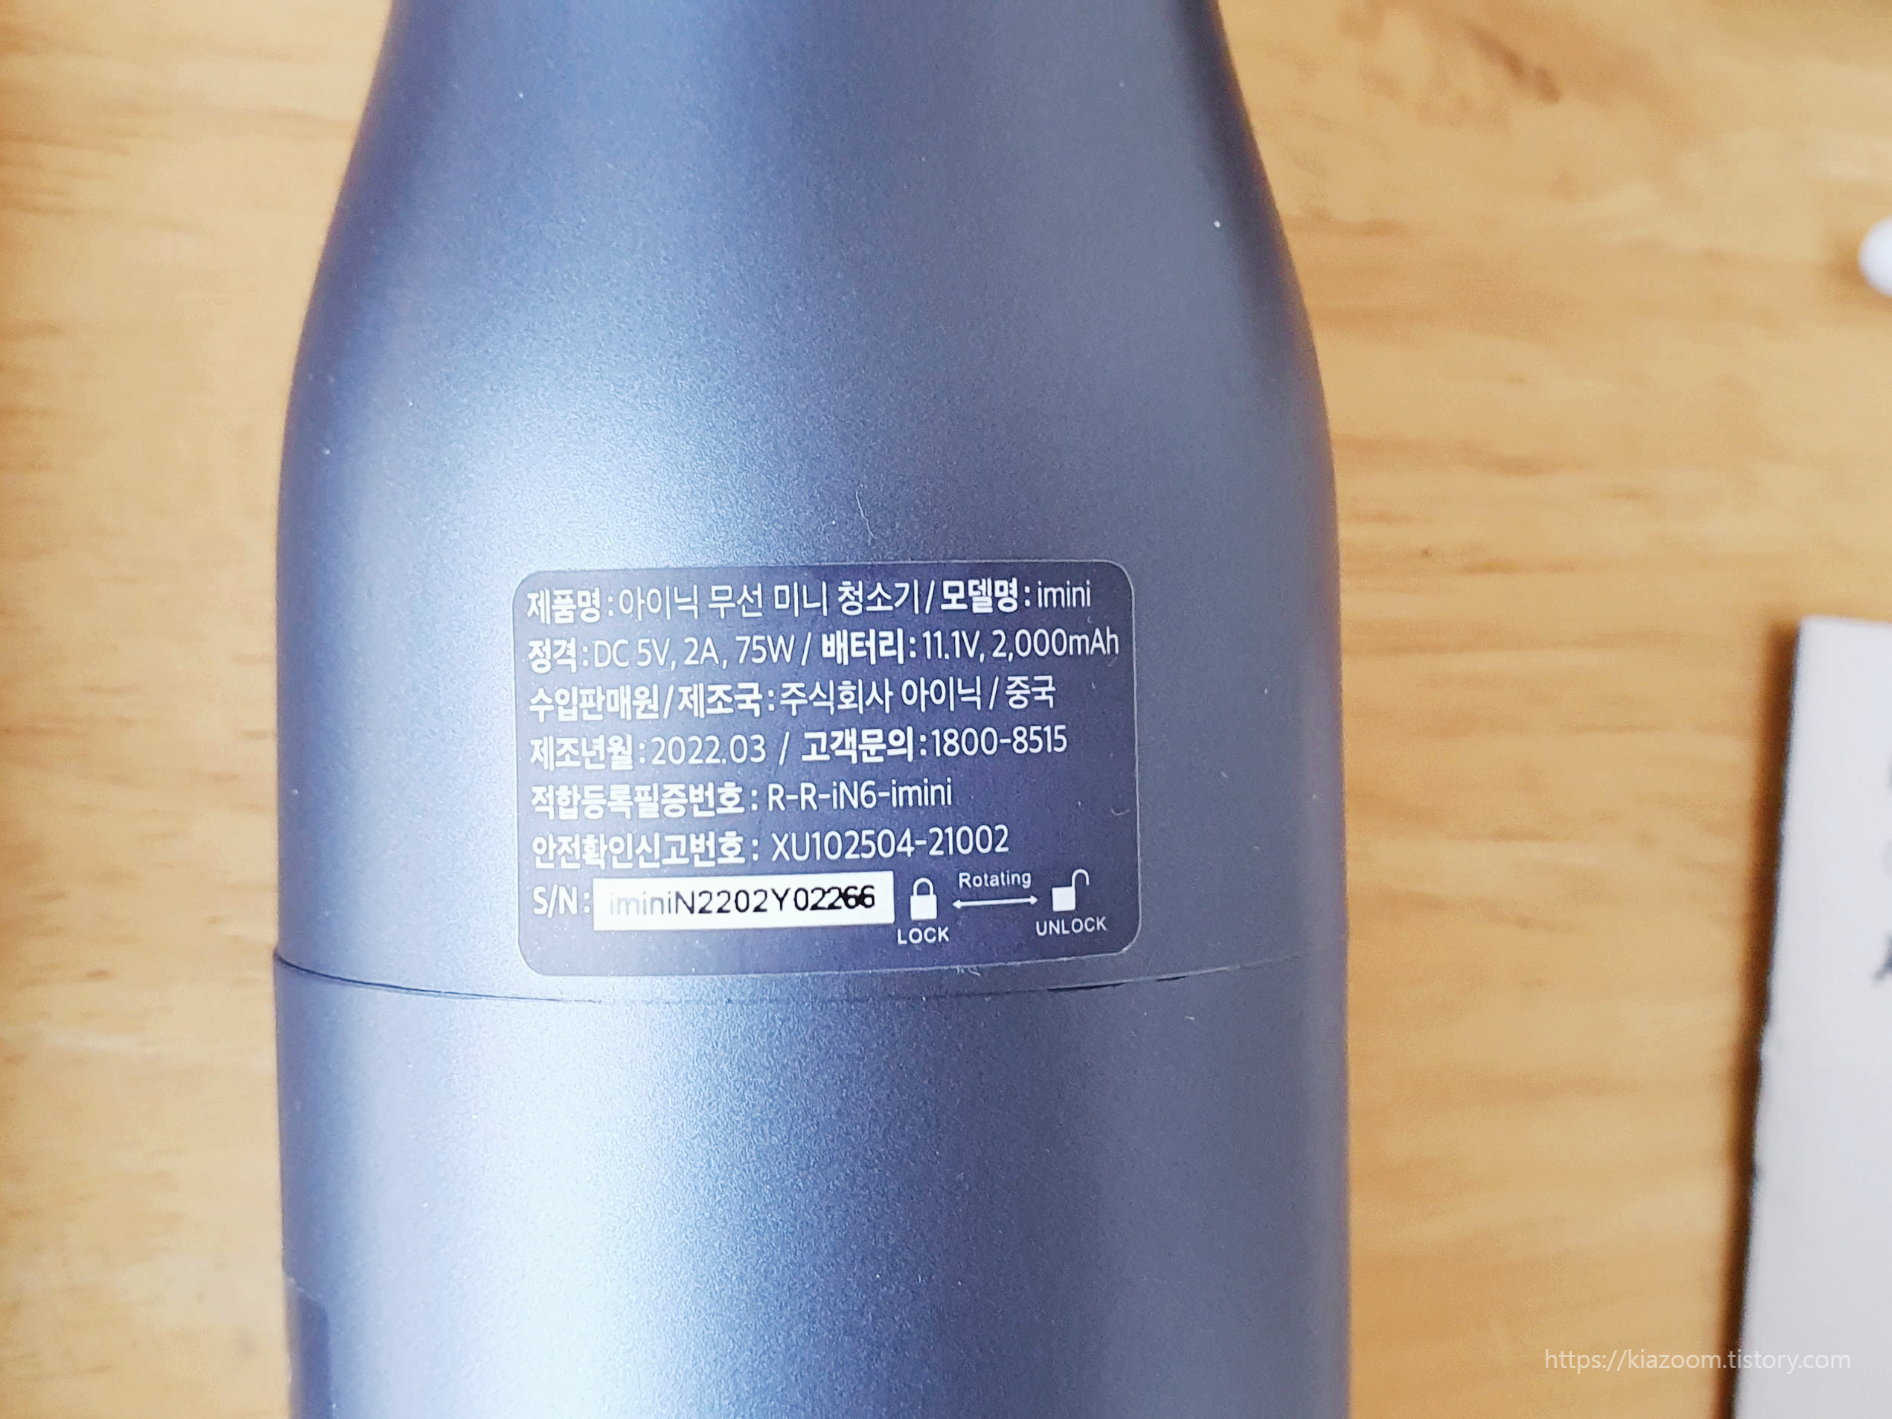 제품명:아이닉 무선 미니 청소기/모델명:imini
정격:DC 5V, 2A, 75W / 배터리:11.1V, 2,000mAh
수입판매원/제조국:주식회사 아이닉/중국
제조년월:2022.03 / 고객문의:1800-8515
적합등록필증번호: R-R-iN6-imini
안전확인신고번호: XU102504-21002
S/N: iminiN2202Y02266
Rotating
LOCK
UNLOCK
https://kiazoom.tistory.com